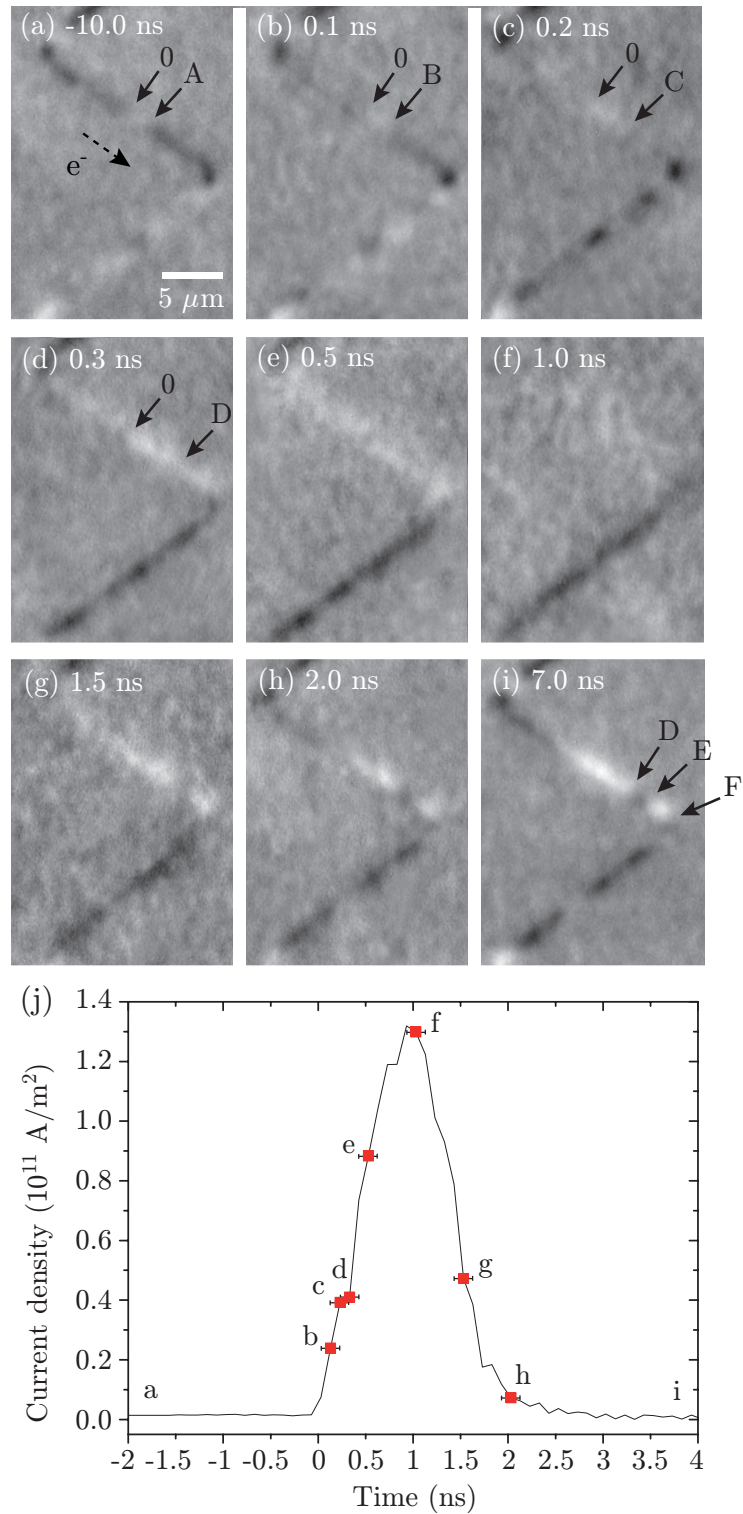 (a) -10.0 ns
0
A
e-
5 μm
(b) 0.1 ns
0
B
(c) 0.2 ns
0
C
(d) 0.3 ns
0
D
(e) 0.5 ns
(f) 1.0 ns
(g) 1.5 ns
(h) 2.0 ns
(i) 7.0 ns
D
E
F
(j)
1.4
1.2
1.0
0.8
0.6
0.4
0.2
0.0
Current density (10¹¹ A/m²)
a
b
c
d
e
f
g
h
i
-2 -1.5 -1 -0.5 0 0.5 1 1.5 2 2.5 3 3.5 4
Time (ns)